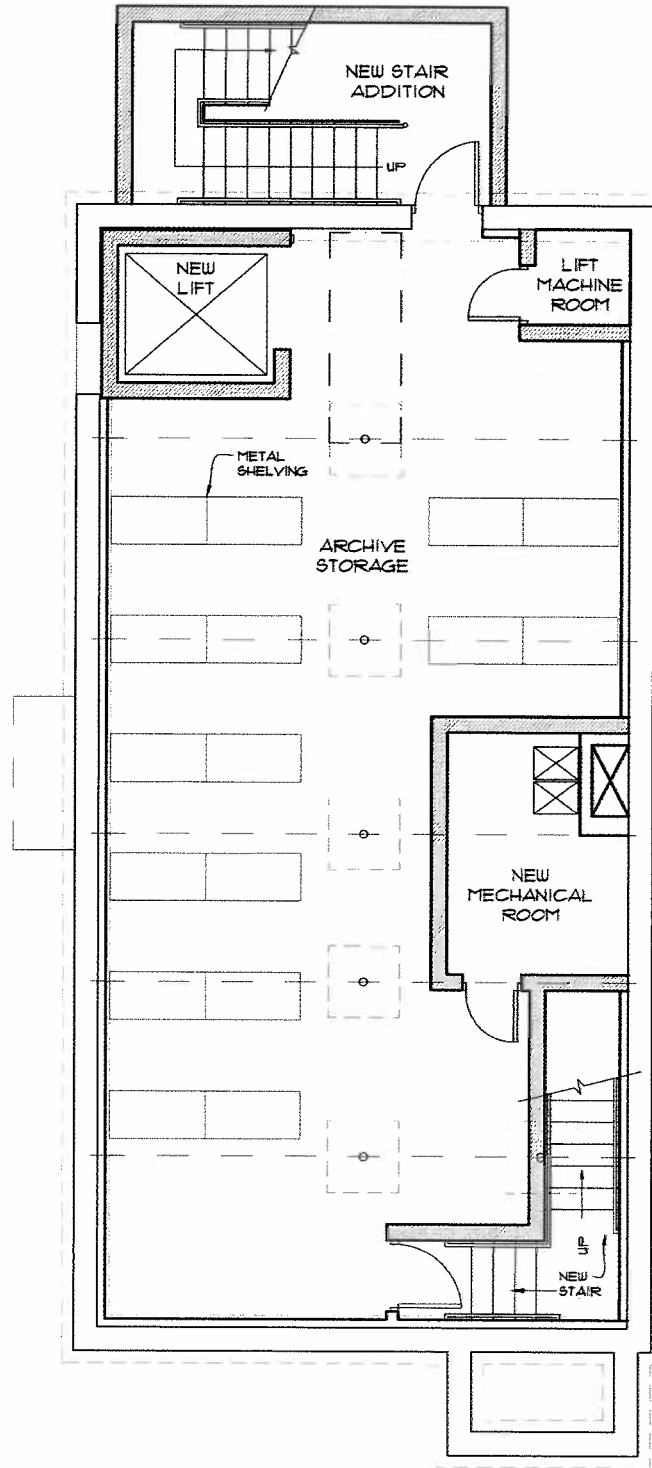 NEW STAIR
ADDITION
UP
NEW
LIFT
LIFT
MACHINE
ROOM
METAL
SHELVING
ARCHIVE
STORAGE
NEW
MECHANICAL
ROOM
UP
NEW
STAIR